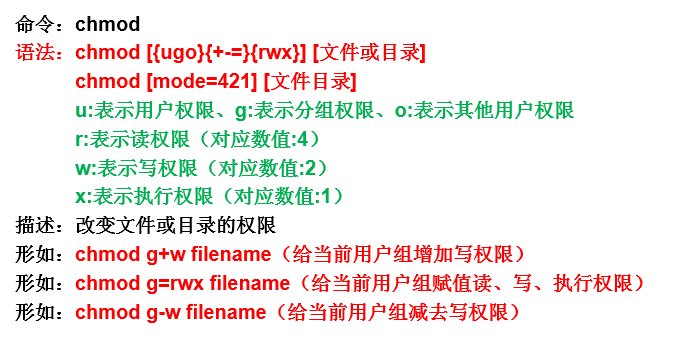 命令：chmod
语法：chmod [{ugo}{+-=}{rwx}] [文件或目录]
chmod [mode=421] [文件目录]
u:表示用户权限、g:表示分组权限、o:表示其他用户权限
r:表示读权限（对应数值:4）
w:表示写权限（对应数值:2）
x:表示执行权限（对应数值:1）
描述：改变文件或目录的权限
形如：chmod g+w filename（给当前用户组增加写权限）
形如：chmod g=rwx filename（给当前用户组赋值读、写、执行权限）
形如：chmod g-w filename（给当前用户组减去写权限）